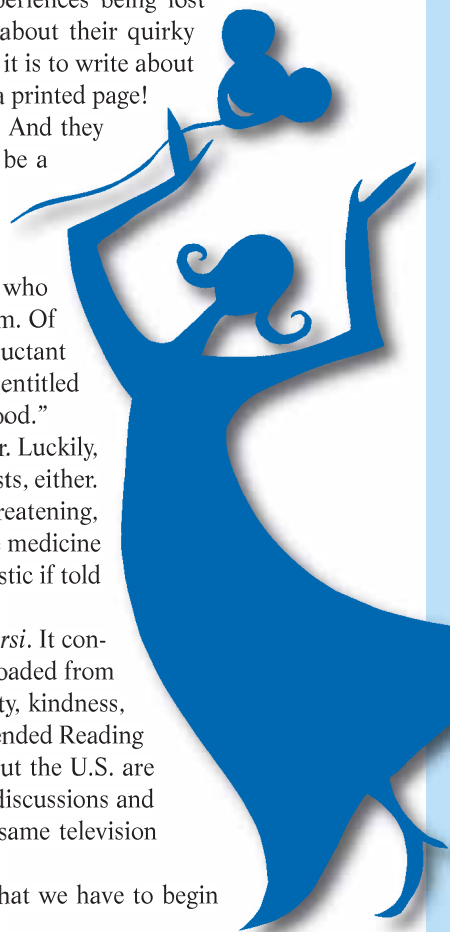 periences being lost
about their quirky
it is to write about
a printed page!
And they
be a
who
m. Of
uctant
entitled
ood.”
r. Luckily,
sts, either.
reatening,
medicine
stic if told
rsi. It con-
oaded from
ty, kindness,
ended Reading
ut the U.S. are
discussions and
same television
hat we have to begin